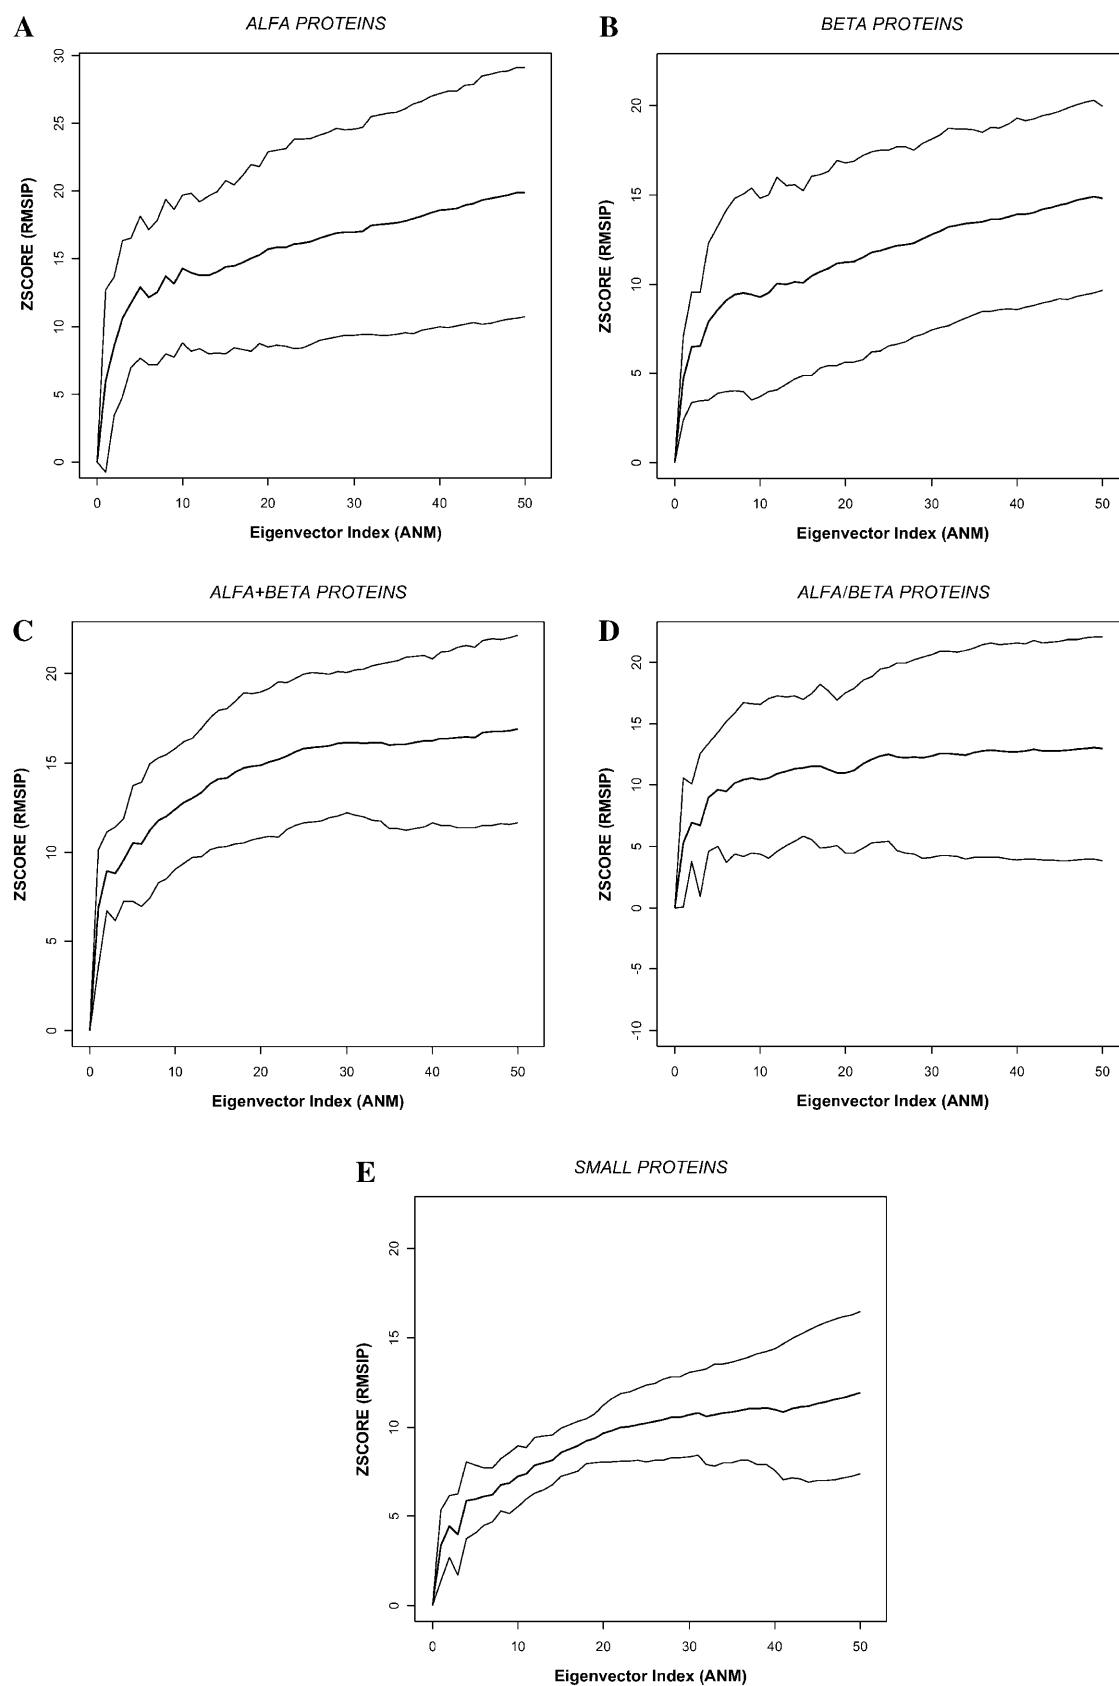 A
ALFA PROTEINS
ZSCORE (RMSIP)
30
25
20
15
10
5
0
0 10 20 30 40 50
Eigenvector Index (ANM)
B
BETA PROTEINS
ZSCORE (RMSIP)
20
15
10
5
0
0 10 20 30 40 50
Eigenvector Index (ANM)
C
ALFA+BETA PROTEINS
ZSCORE (RMSIP)
20
15
10
5
0
0 10 20 30 40 50
Eigenvector Index (ANM)
D
ALFA/BETA PROTEINS
ZSCORE (RMSIP)
20
15
10
5
0
-5
-10
0 10 20 30 40 50
Eigenvector Index (ANM)
E
SMALL PROTEINS
ZSCORE (RMSIP)
20
15
10
5
0
0 10 20 30 40 50
Eigenvector Index (ANM)